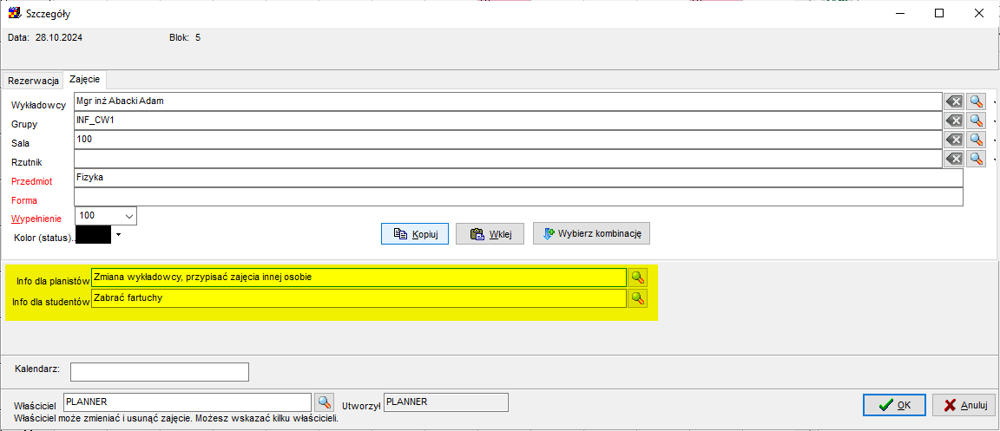 Szczegóły
Data: 28.10.2024 Blok: 5
Rezerwacja Zajęcie
Wykładowcy Mgr inż Abacki Adam
Grupy INF_CW1
Sala 100
Rzutnik
Przedmiot Fizyka
Forma
Wypełnienie 100
Kolor (status)..
Kopiuj Wklej Wybierz kombinację
Info dla planistów Zmiana wykładowcy, przypisać zajęcia innej osobie
Info dla studentów Zabrać fartuchy
Kalendarz:
Właściciel PLANNER Utworzył PLANNER OK Anuluj
Właściciel może zmieniać i usunąć zajęcie. Możesz wskazać kilku właścicieli.